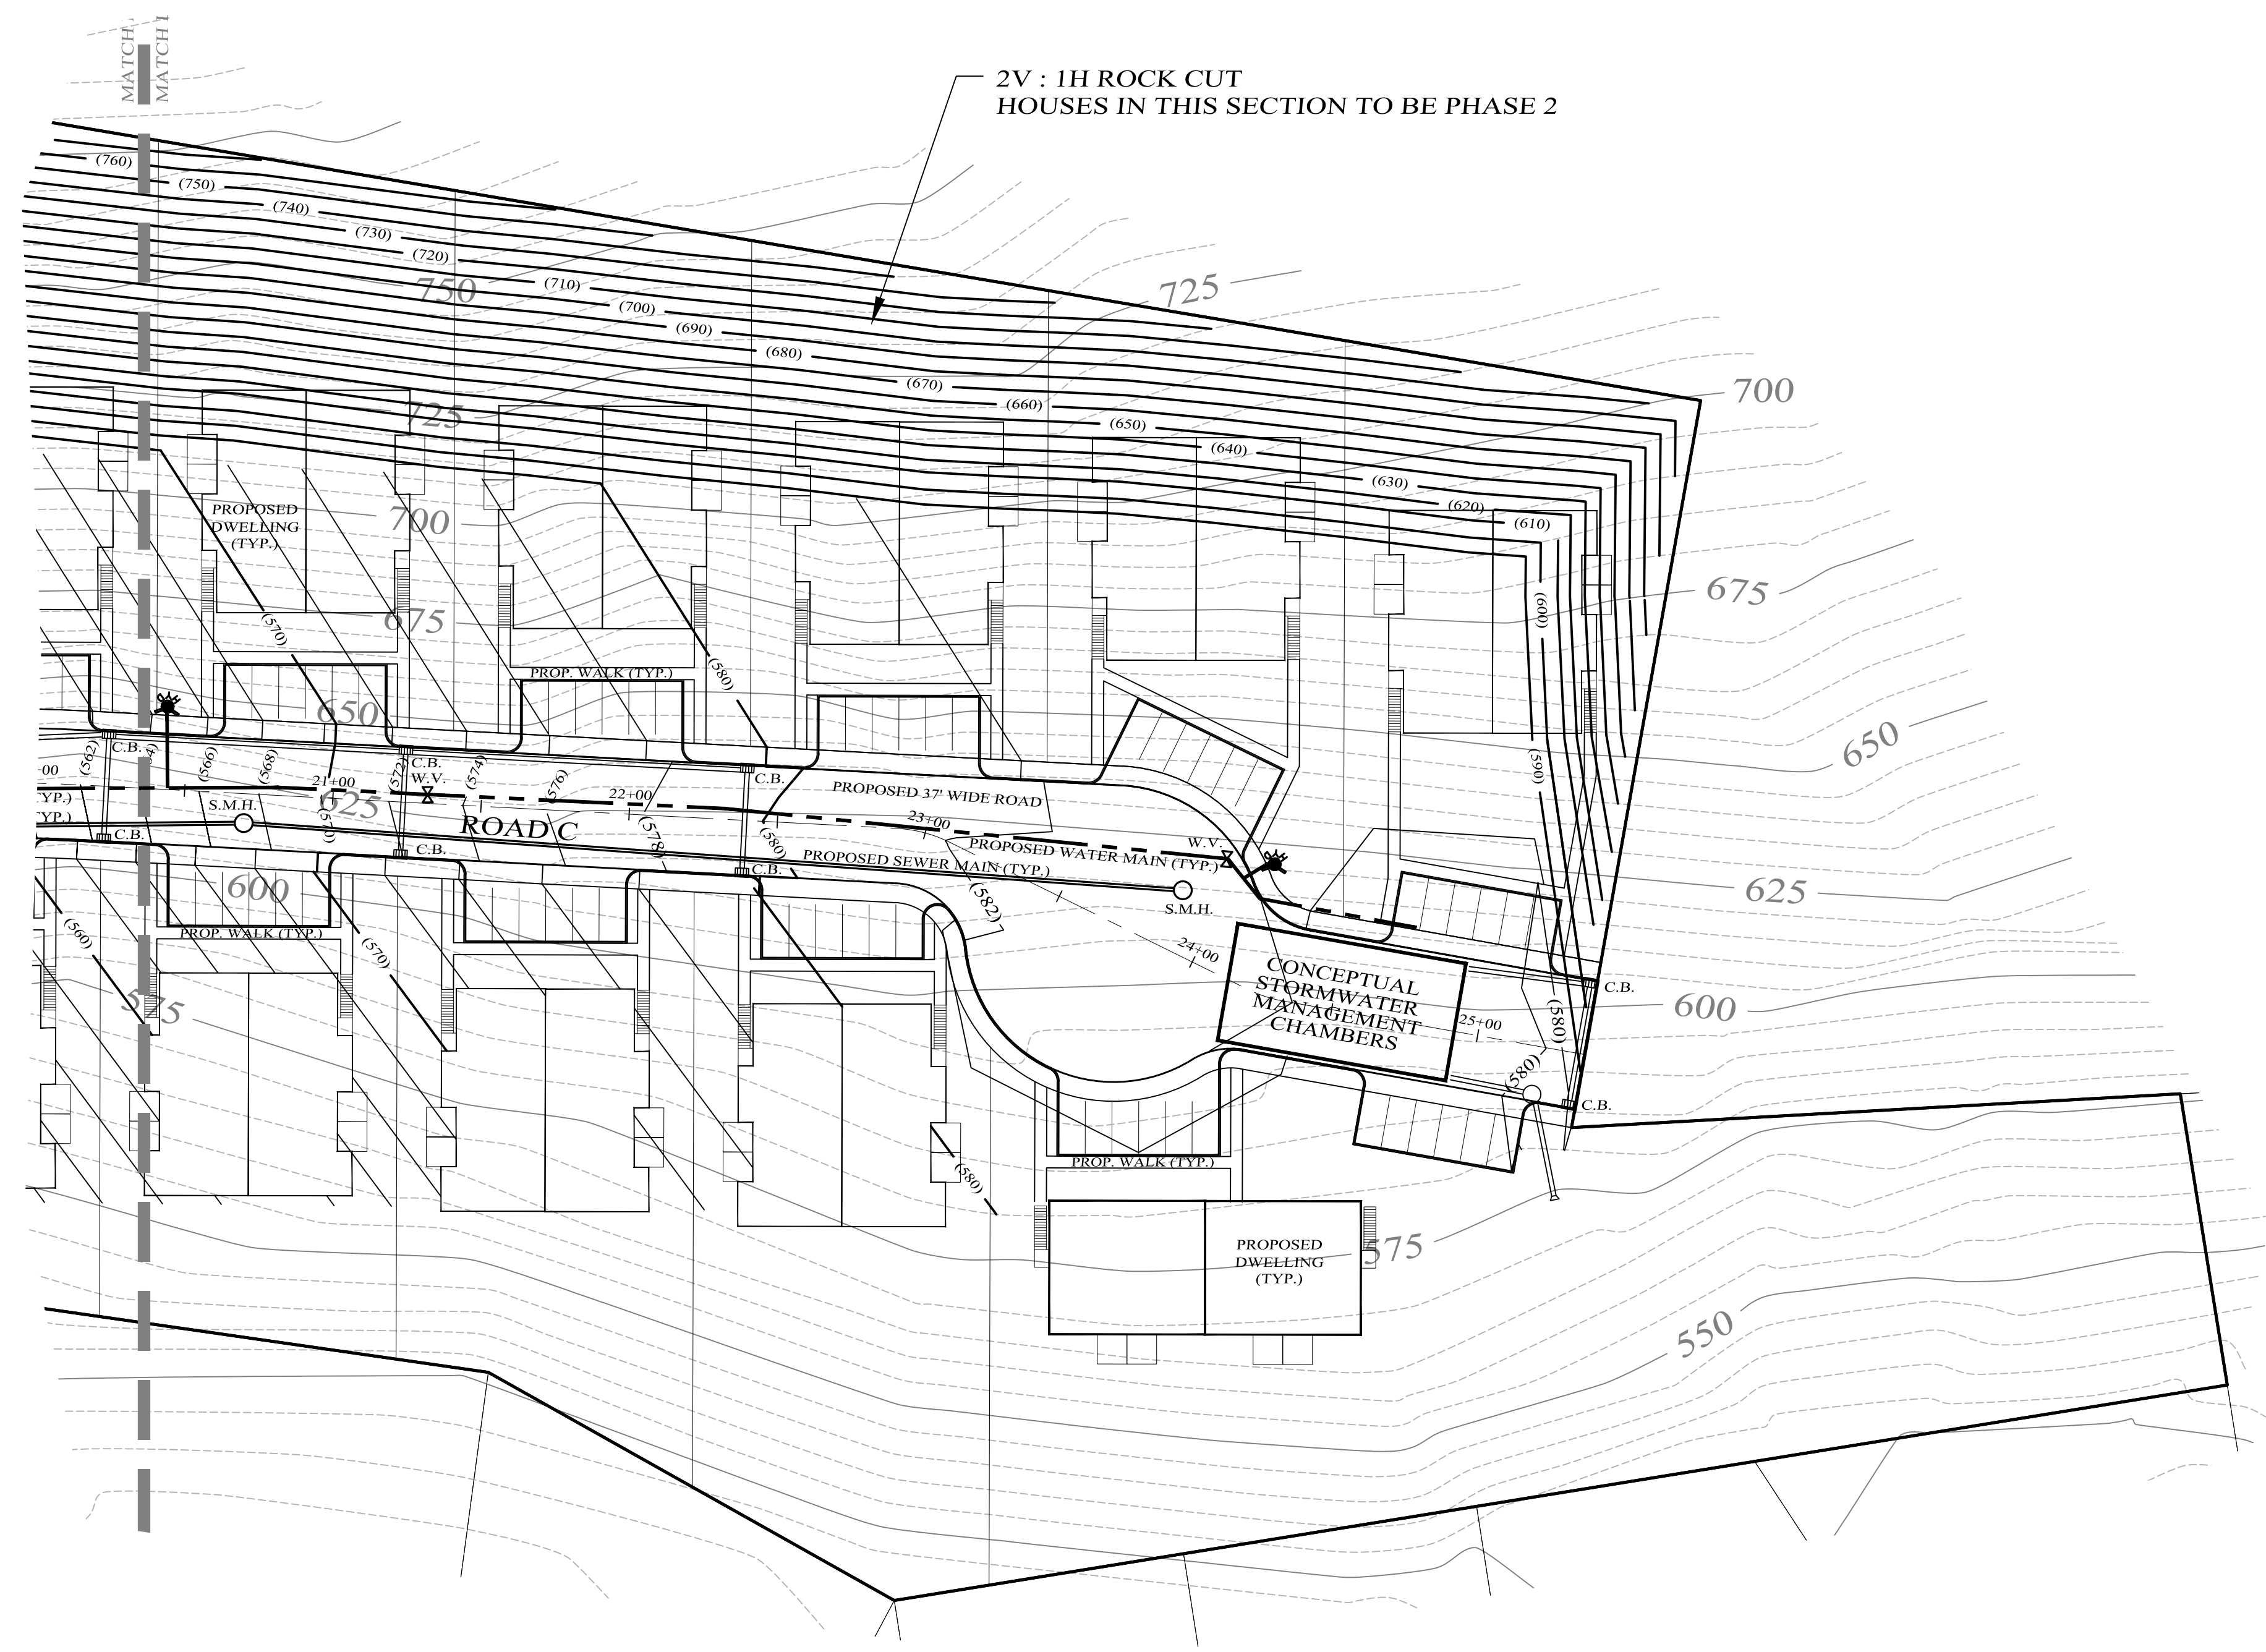 MATCH
MATCH
2V : 1H ROCK CUT
HOUSES IN THIS SECTION TO BE PHASE 2
(760)
(750)
(740)
(730)
(720)
(710)
(700)
(690)
(680)
(670)
(660)
(650)
(640)
(630)
(620)
(610)
(600)
(590)
750
725
725
700
700
675
675
650
650
625
625
600
600
575
575
550
PROPOSED
DWELLING
(TYP.)
(570)
(580)
PROP. WALK (TYP.)
C.B.
(562)
(566)
(568)
(570)
(572)
C.B.
W.V.
(574)
(576)
(578)
(580)
(582)
C.B.
-00
21+00
22+00
23+00
24+00
25+00
YP.)
YP.)
S.M.H.
ROAD C
PROPOSED 37' WIDE ROAD
PROPOSED WATER MAIN (TYP.)
PROPOSED SEWER MAIN (TYP.)
W.V.
S.M.H.
C.B.
C.B.
C.B.
(560)
PROP. WALK (TYP.)
(570)
(580)
CONCEPTUAL
STORMWATER
MANAGEMENT
CHAMBERS
C.B.
(580)
(580)
C.B.
PROP. WALK (TYP.)
PROPOSED
DWELLING
(TYP.)